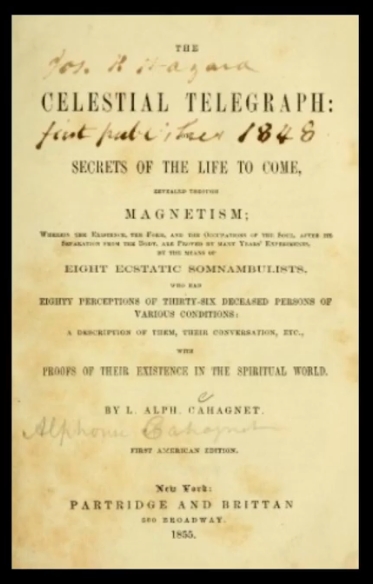 THE
Jos. R Hazard
CELESTIAL TELEGRAPH:
first published 1848
SECRETS OF THE LIFE TO COME,
REVEALED THROUGH
MAGNETISM;
WHEREIN THE EXISTENCE, THE FORM, AND THE OCCUPATIONS OF THE SOUL, AFTER ITS
SEPARATION FROM THE BODY, ARE PROVED BY MANY YEARS' EXPERIMENTS,
BY THE MEANS OF
EIGHT ECSTATIC SOMNAMBULISTS,
WHO HAD
EIGHTY PERCEPTIONS OF THIRTY-SIX DECEASED PERSONS OF
VARIOUS CONDITIONS:
A DESCRIPTION OF THEM, THEIR CONVERSATION, ETC.,
WITH
PROOFS OF THEIR EXISTENCE IN THE SPIRITUAL WORLD.
BY L. ALPH. CAHAGNET.
Alphonse Cahagnet
FIRST AMERICAN EDITION.
New York:
PARTRIDGE AND BRITTAN
BROADWAY.
1855.